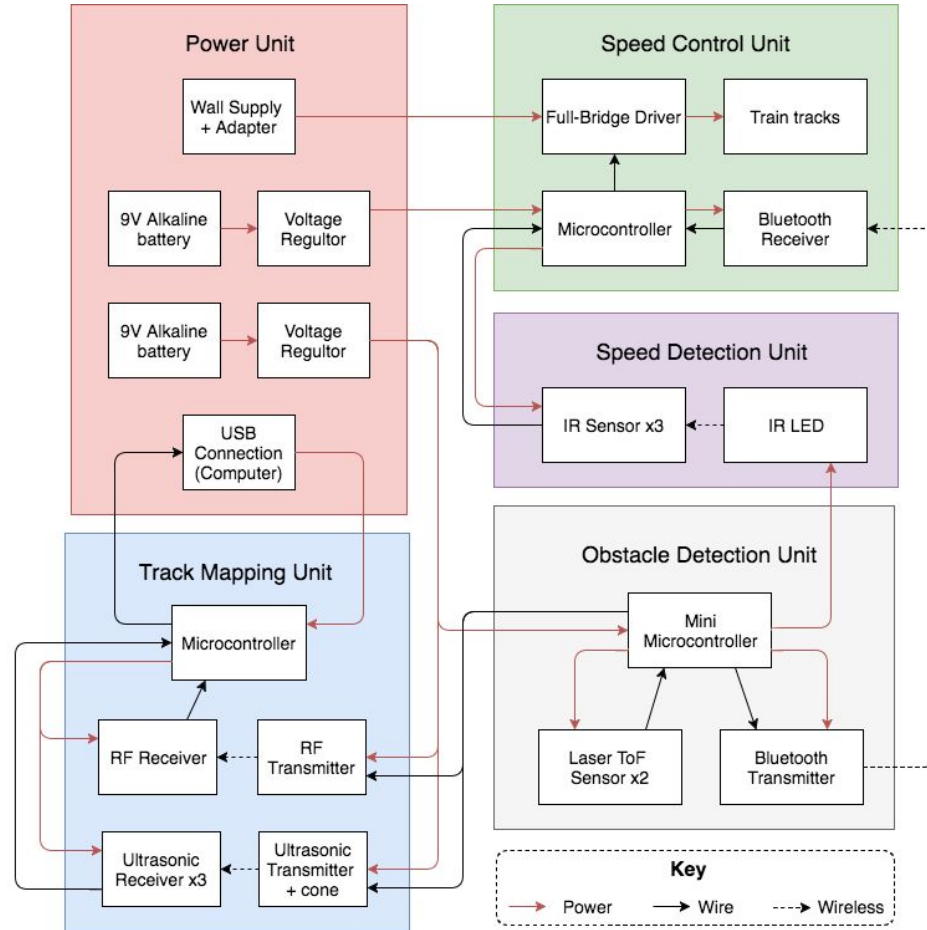 Power Unit
Wall Supply
+ Adapter
9V Alkaline
battery
Voltage
Regultor
9V Alkaline
battery
Voltage
Regultor
USB
Connection
(Computer)
Speed Control Unit
Full-Bridge Driver
Train tracks
Microcontroller
Bluetooth
Receiver
Speed Detection Unit
IR Sensor x3
IR LED
Track Mapping Unit
Microcontroller
RF Receiver
RF
Transmitter
Ultrasonic
Receiver x3
Ultrasonic
Transmitter
+ cone
Obstacle Detection Unit
Mini
Microcontroller
Laser ToF
Sensor x2
Bluetooth
Transmitter
Key
Power
Wire
Wireless